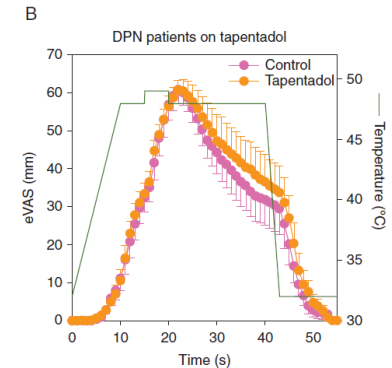 B
DPN patients on tapentadol
Control
Tapentadol
eVAS (mm)
70
60
50
40
30
20
10
0
50
45
40
35
30
Temperature (°C)
0 10 20 30 40 50
Time (s)